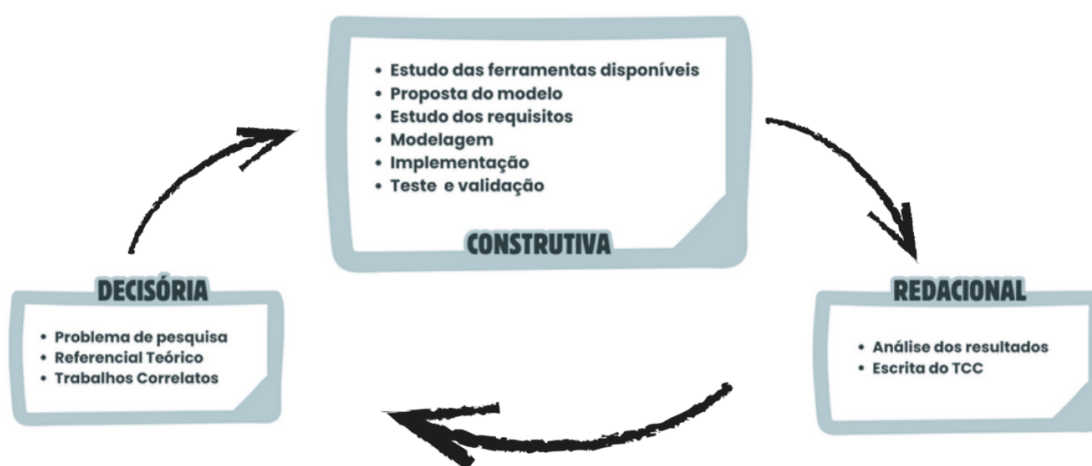 • Estudo das ferramentas disponíveis
• Proposta do modelo
• Estudo dos requisitos
• Modelagem
• Implementação
• Teste e validação
CONSTRUTIVA
DECISÓRIA
• Problema de pesquisa
• Referencial Teórico
• Trabalhos Correlatos
REDACIONAL
• Análise dos resultados
• Escrita do TCC